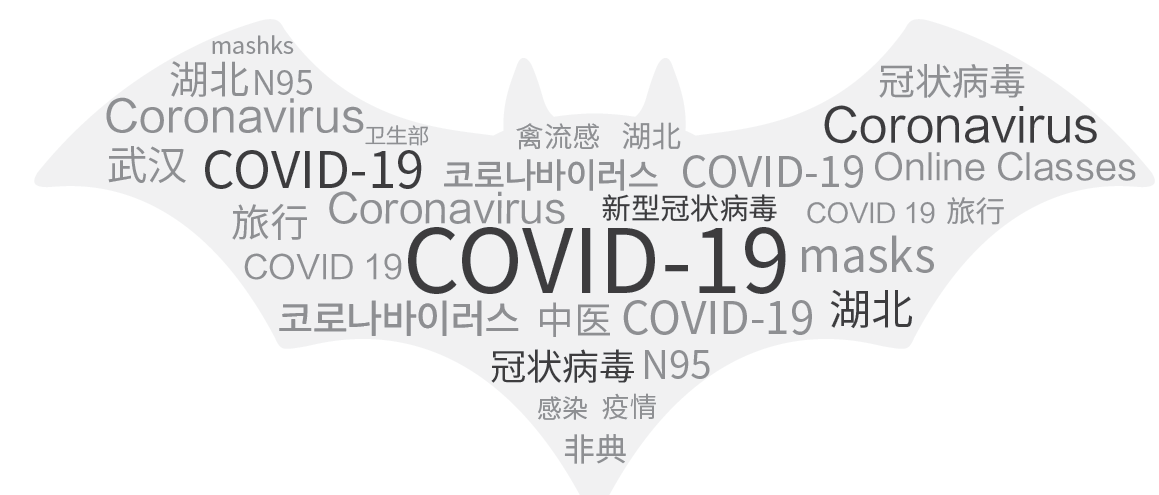 mashks
湖北 N95
冠状病毒
Coronavirus
卫生部
禽流感 湖北
Coronavirus
武汉 COVID-19 코로나바이러스 COVID-19 Online Classes
旅行 Coronavirus 新型冠状病毒 COVID 19 旅行
COVID 19 COVID-19 masks
코로나바이러스 中医 COVID-19 湖北
冠状病毒 N95
感染 疫情
非典